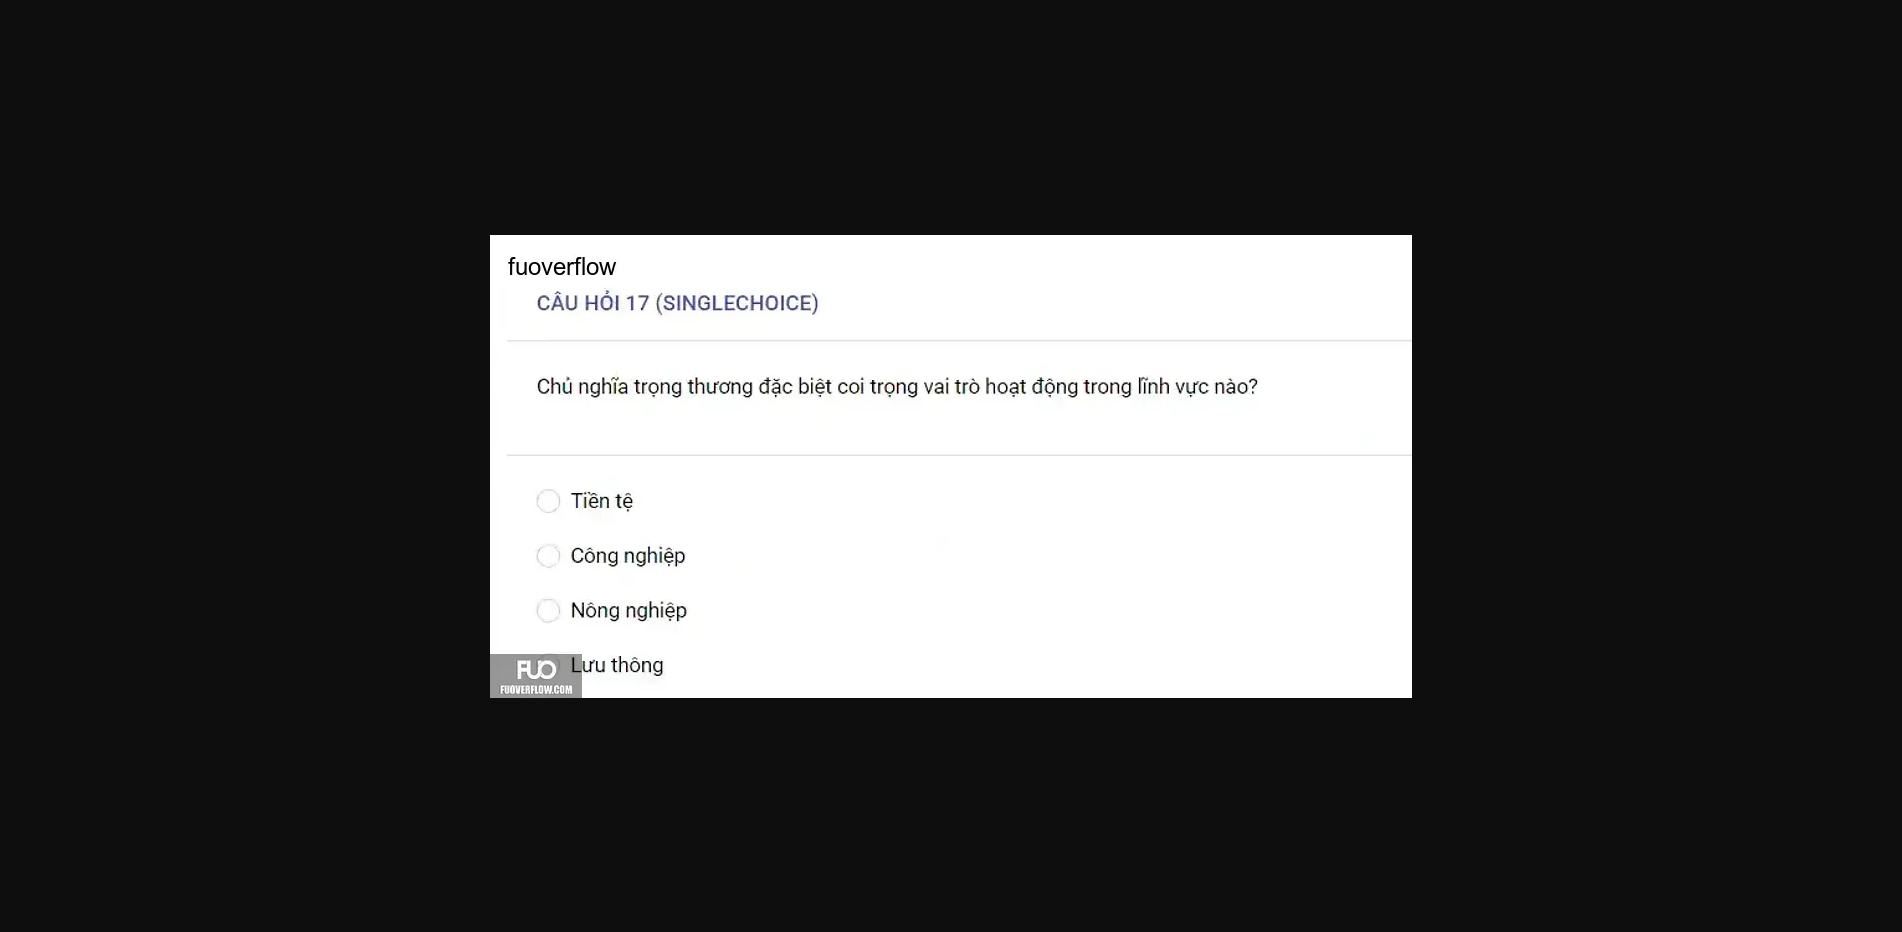 fuoverflow
CÂU HỎI 17 (SINGLECHOICE)
Chủ nghĩa trọng thương đặc biệt coi trọng vai trò hoạt động trong lĩnh vực nào?
Tiền tệ
Công nghiệp
Nông nghiệp
Lưu thông
FUO
FUOVERFLOW.COM